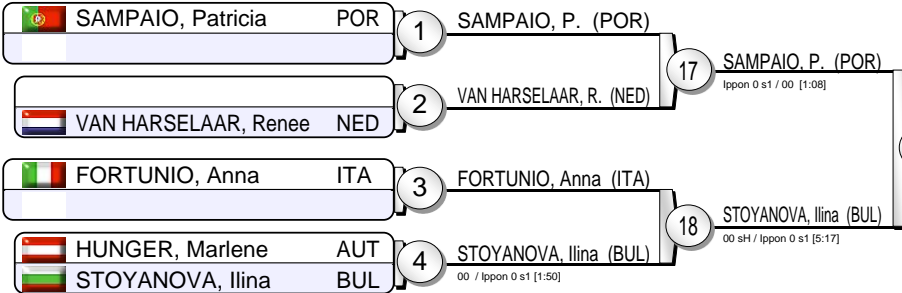 SAMPAIO, Patricia POR
1
SAMPAIO, P. (POR)
17
SAMPAIO, P. (POR)
Ippon 0 s1 / 00 [1:08]
2
VAN HARSELAAR, R. (NED)
VAN HARSELAAR, Renee NED
FORTUNIO, Anna ITA
3
FORTUNIO, Anna (ITA)
18
STOYANOVA, Ilina (BUL)
00 sH / Ippon 0 s1 [5:17]
HUNGER, Marlene AUT
4
STOYANOVA, Ilina (BUL)
00 / Ippon 0 s1 [1:50]
STOYANOVA, Ilina BUL